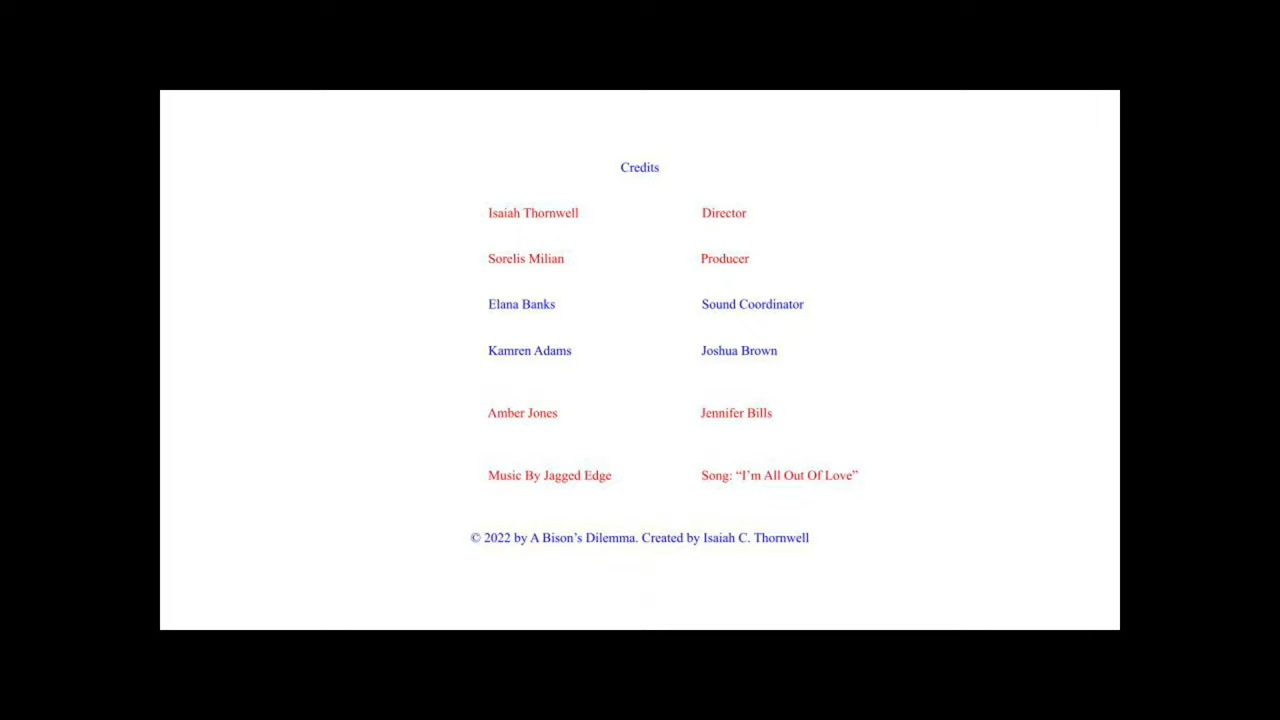 Credits
Isaiah Thornwell Director
Sorelis Milian Producer
Elana Banks Sound Coordinator
Kamren Adams Joshua Brown
Amber Jones Jennifer Bills
Music By Jagged Edge Song: “I’m All Out Of Love”
© 2022 by A Bison’s Dilemma. Created by Isaiah C. Thornwell